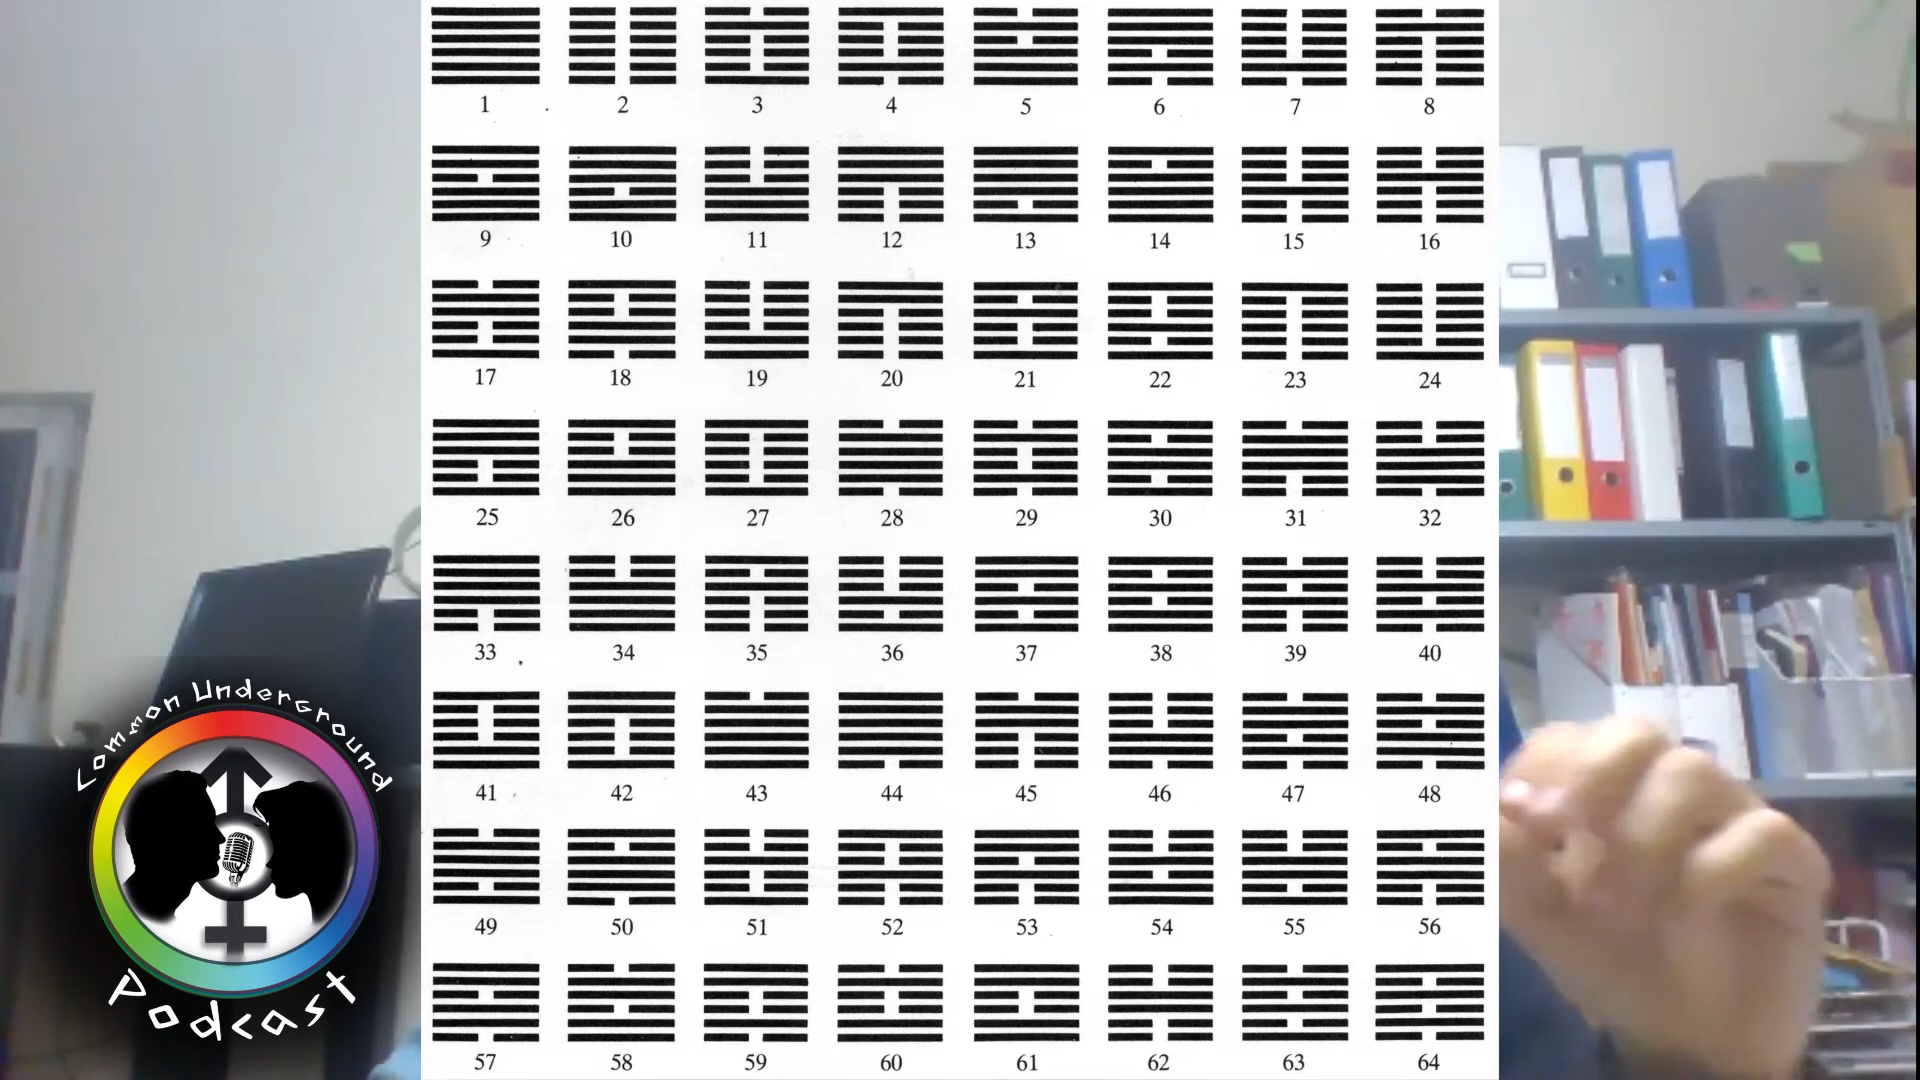 1 2 3 4 5 6 7 8
9 10 11 12 13 14 15 16
17 18 19 20 21 22 23 24
25 26 27 28 29 30 31 32
33 34 35 36 37 38 39 40
41 42 43 44 45 46 47 48
49 50 51 52 53 54 55 56
57 58 59 60 61 62 63 64
Common Underground
Podcast